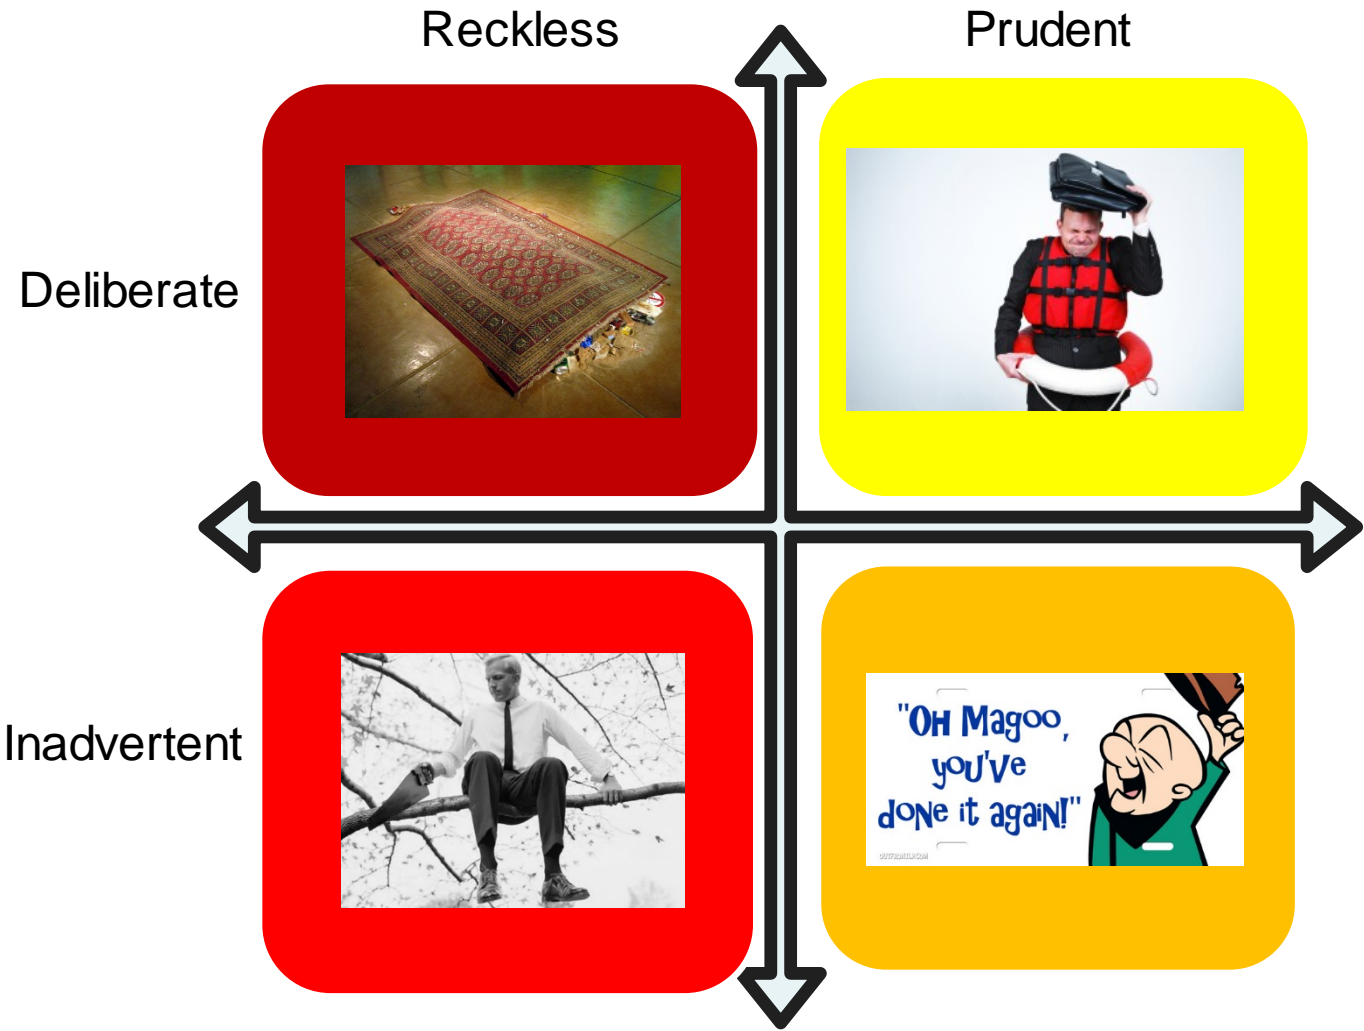 Reckless
Prudent
Deliberate
Inadvertent
"OH Magoo,
you've
done it again!"